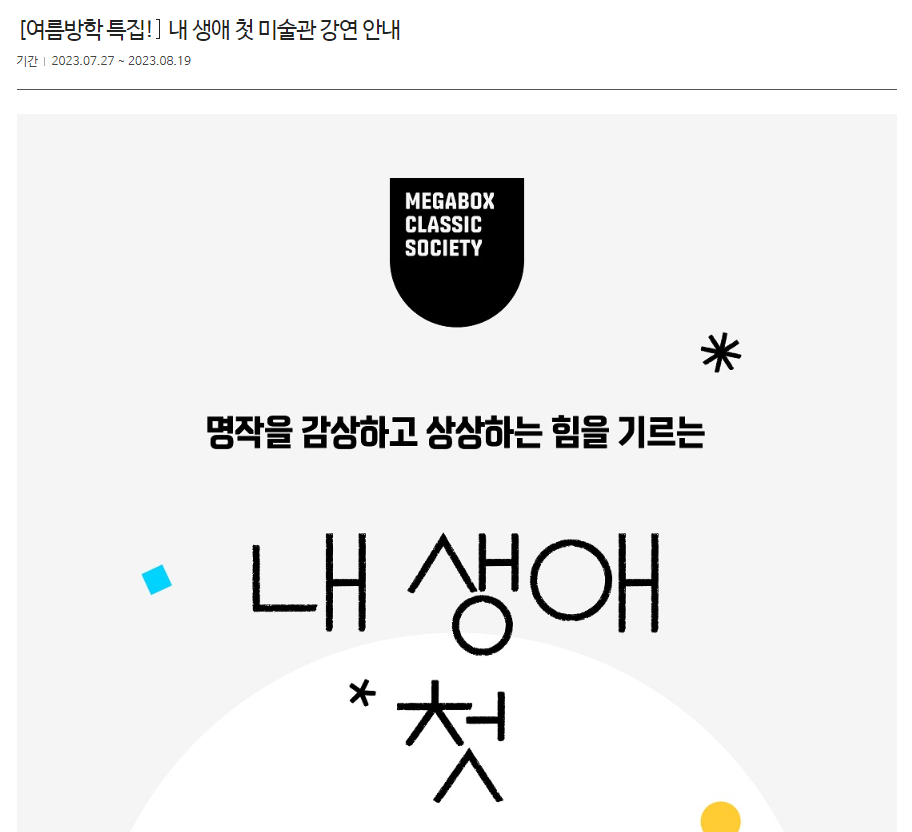 [여름방학 특집!] 내 생애 첫 미술관 강연 안내
기간 | 2023.07.27 ~ 2023.08.19
MEGABOX
CLASSIC
SOCIETY
명작을 감상하고 상상하는 힘을 기르는
내 생애
첫